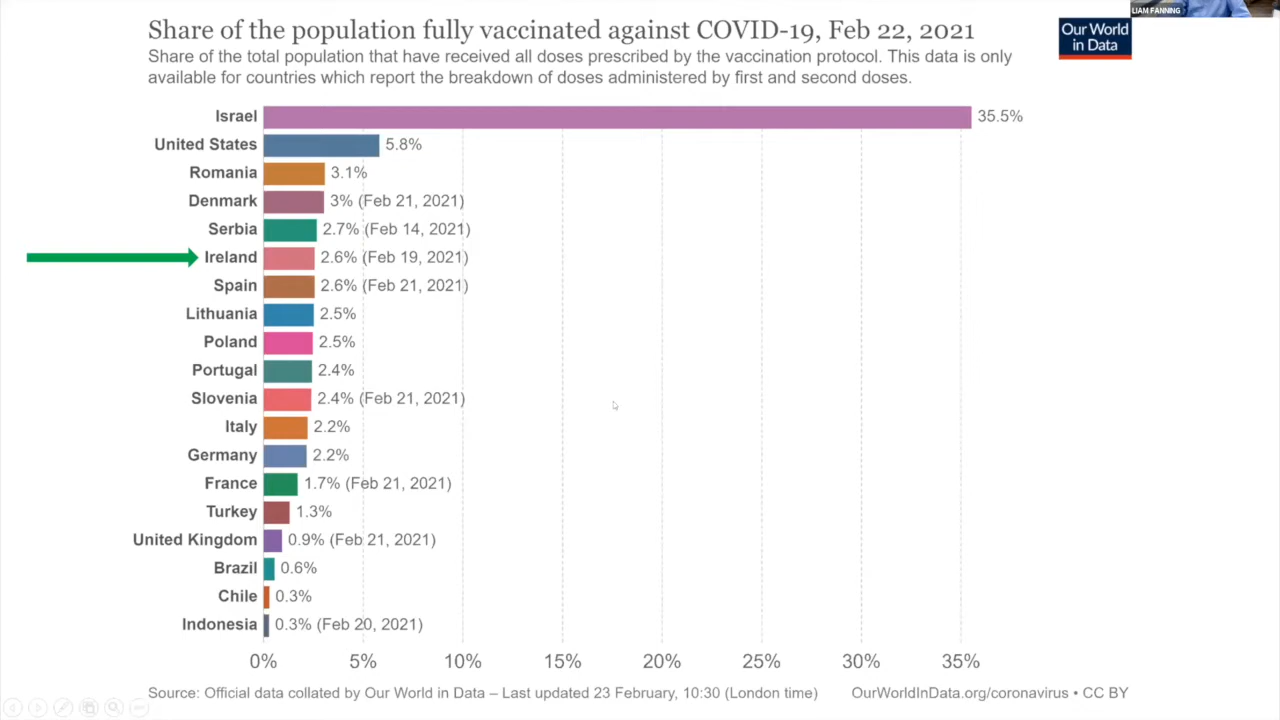 LIAM FANNING
Share of the population fully vaccinated against COVID-19, Feb 22, 2021
Our World
in Data
Share of the total population that have received all doses prescribed by the vaccination protocol. This data is only
available for countries which report the breakdown of doses administered by first and second doses.
Israel 35.5%
United States 5.8%
Romania 3.1%
Denmark 3% (Feb 21, 2021)
Serbia 2.7% (Feb 14, 2021)
Ireland 2.6% (Feb 19, 2021)
Spain 2.6% (Feb 21, 2021)
Lithuania 2.5%
Poland 2.5%
Portugal 2.4%
Slovenia 2.4% (Feb 21, 2021)
Italy 2.2%
Germany 2.2%
France 1.7% (Feb 21, 2021)
Turkey 1.3%
United Kingdom 0.9% (Feb 21, 2021)
Brazil 0.6%
Chile 0.3%
Indonesia 0.3% (Feb 20, 2021)
0% 5% 10% 15% 20% 25% 30% 35%
Source: Official data collated by Our World in Data – Last updated 23 February, 10:30 (London time) OurWorldInData.org/coronavirus • CC BY